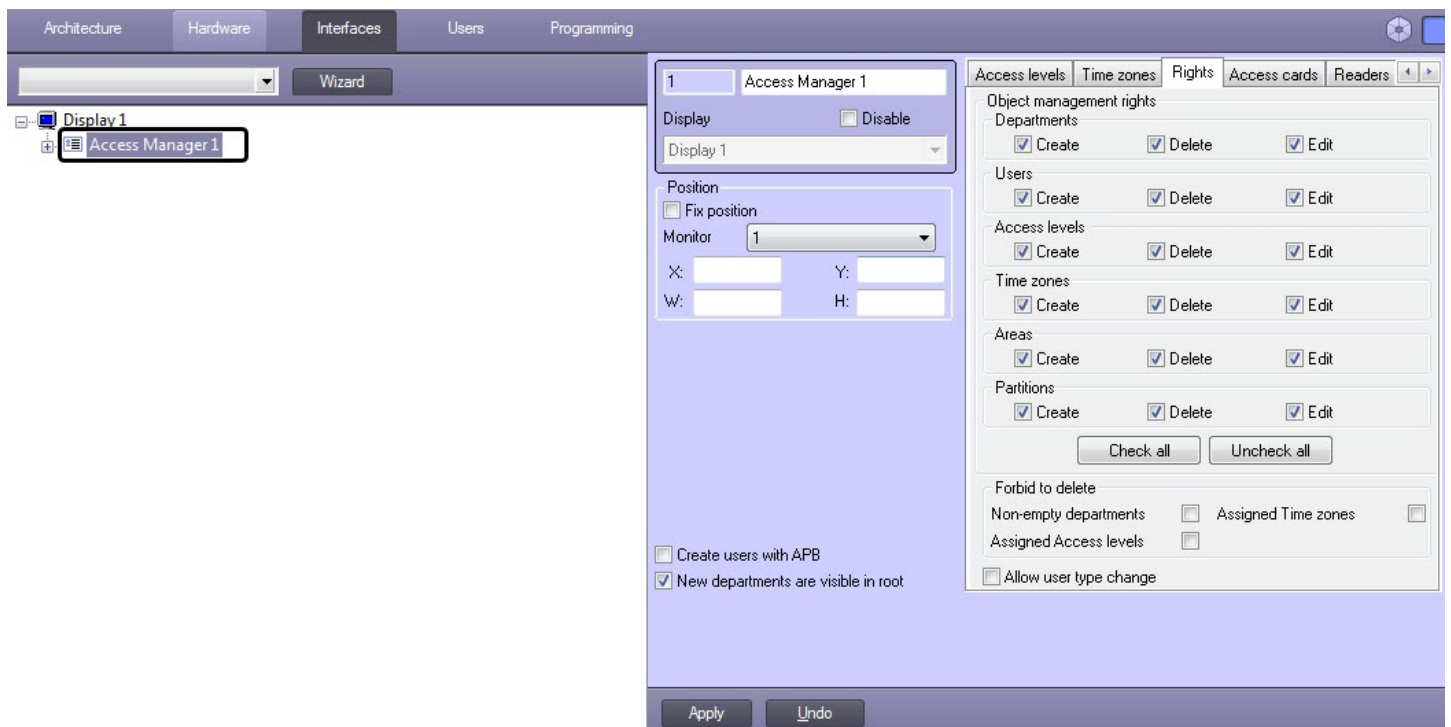 Architecture Hardware Interfaces Users Programming
Wizard
Display 1
Access Manager 1
1 Access Manager 1
Display Disable
Display 1
Position
Fix position
Monitor 1
X: Y:
W: H:
Create users with APB
New departments are visible in root
Access levels Time zones Rights Access cards Readers
Object management rights
Departments
Create Delete Edit
Users
Create Delete Edit
Access levels
Create Delete Edit
Time zones
Create Delete Edit
Areas
Create Delete Edit
Partitions
Create Delete Edit
Check all Uncheck all
Forbid to delete
Non-empty departments Assigned Time zones
Assigned Access levels
Allow user type change
Apply Undo